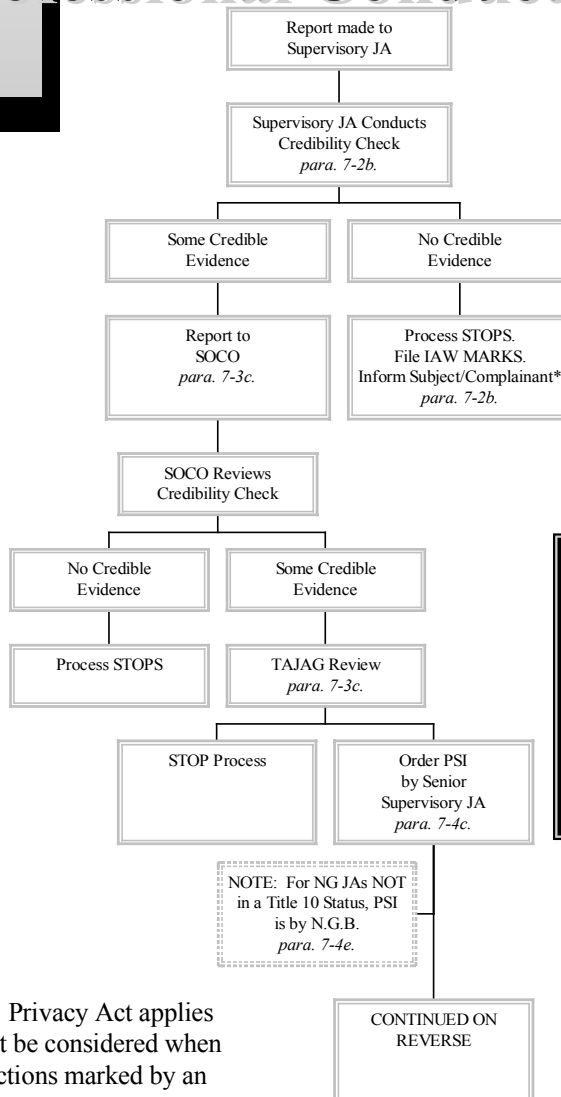 Report made to
Supervisory JA
Supervisory JA Conducts
Credibility Check
para. 7-2b.
Some Credible
Evidence
No Credible
Evidence
Report to
SOCO
para. 7-3c.
Process STOPS.
File IAW MARKS.
Inform Subject/Complainant*
para. 7-2b.
SOCO Reviews
Credibility Check
No Credible
Evidence
Some Credible
Evidence
Process STOPS
TAJAG Review
para. 7-3c.
STOP Process
Order PSI
by Senior
Supervisory JA
para. 7-4c.
NOTE: For NG JAs NOT
in a Title 10 Status, PSI
is by N.G.B.
para. 7-4e.
Privacy Act applies
t be considered when
ctions marked by an
CONTINUED ON
REVERSE